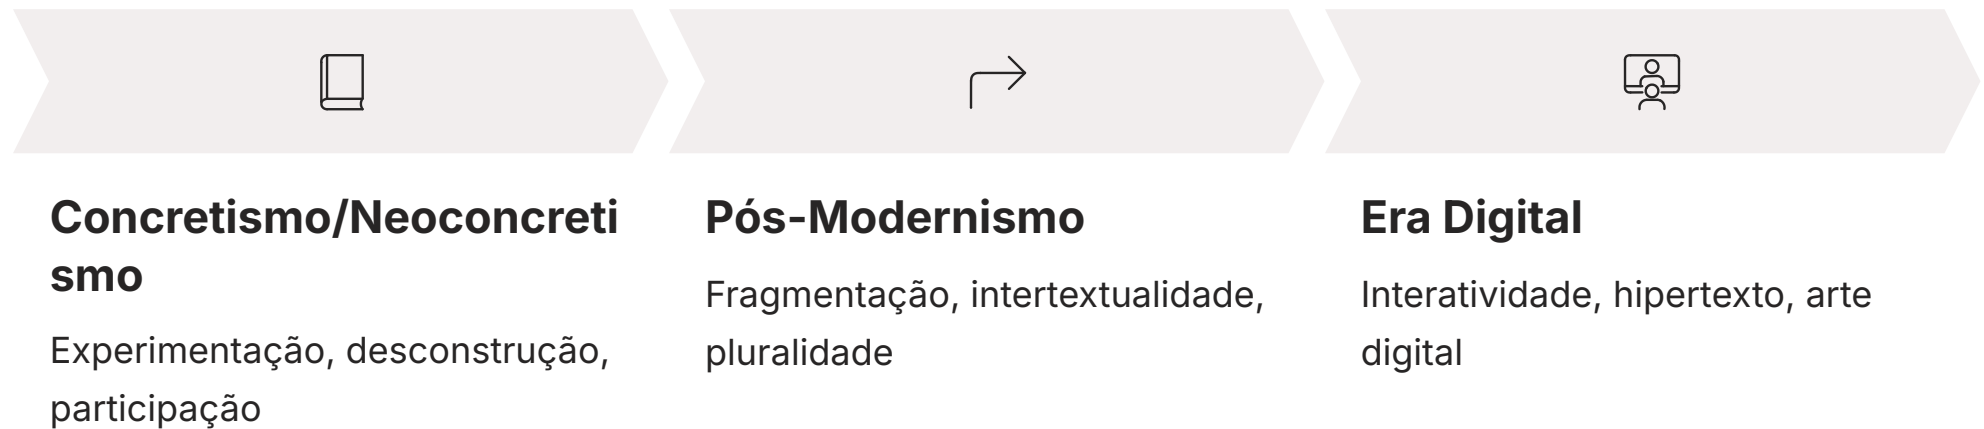 Concretismo/Neoconcreti
smo
Experimentação, desconstrução,
participação
Pós-Modernismo
Fragmentação, intertextualidade,
pluralidade
Era Digital
Interatividade, hipertexto, arte
digital